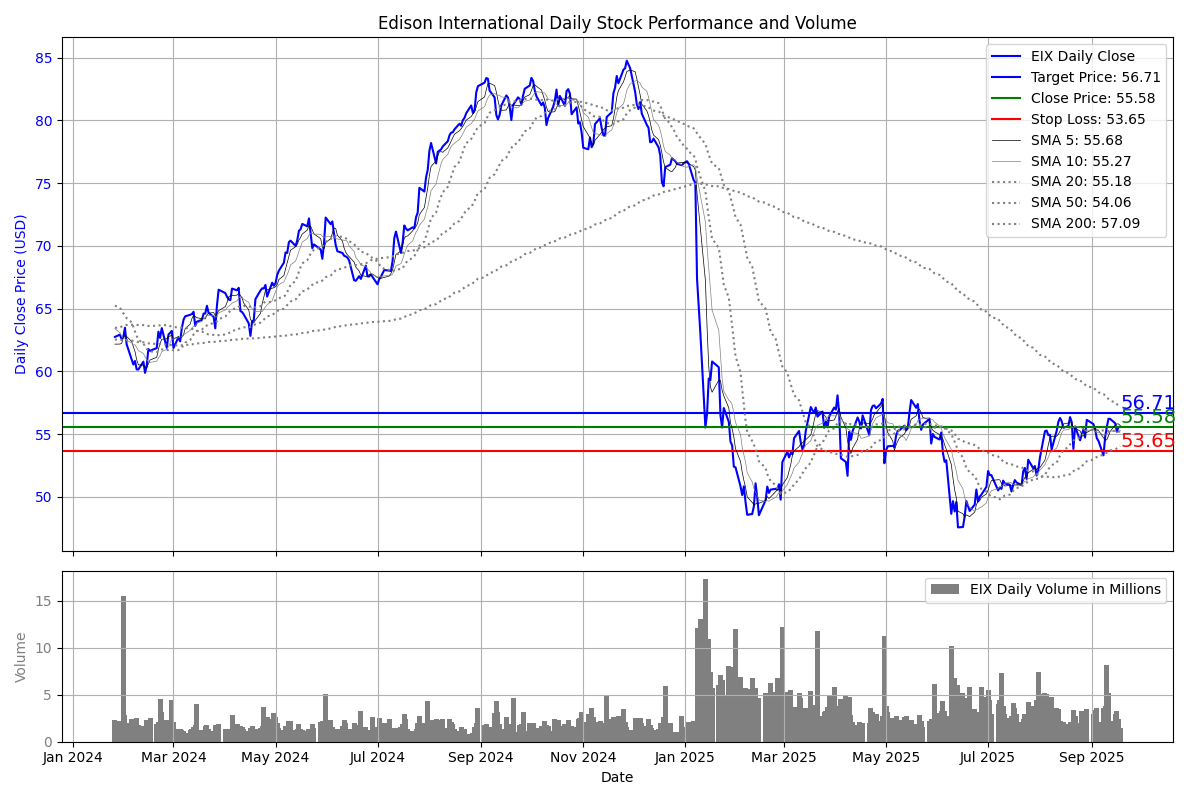 Edison International Daily Stock Performance and Volume
Daily Close Price (USD)
85
80
75
70
65
60
55
50
EIX Daily Close
Target Price: 56.71
Close Price: 55.58
Stop Loss: 53.65
SMA 5: 55.68
SMA 10: 55.27
SMA 20: 55.18
SMA 50: 54.06
SMA 200: 57.09
56.71
55.58
53.65
Volume
15
10
5
0
EIX Daily Volume in Millions
Jan 2024 Mar 2024 May 2024 Jul 2024 Sep 2024 Nov 2024 Jan 2025 Mar 2025 May 2025 Jul 2025 Sep 2025
Date